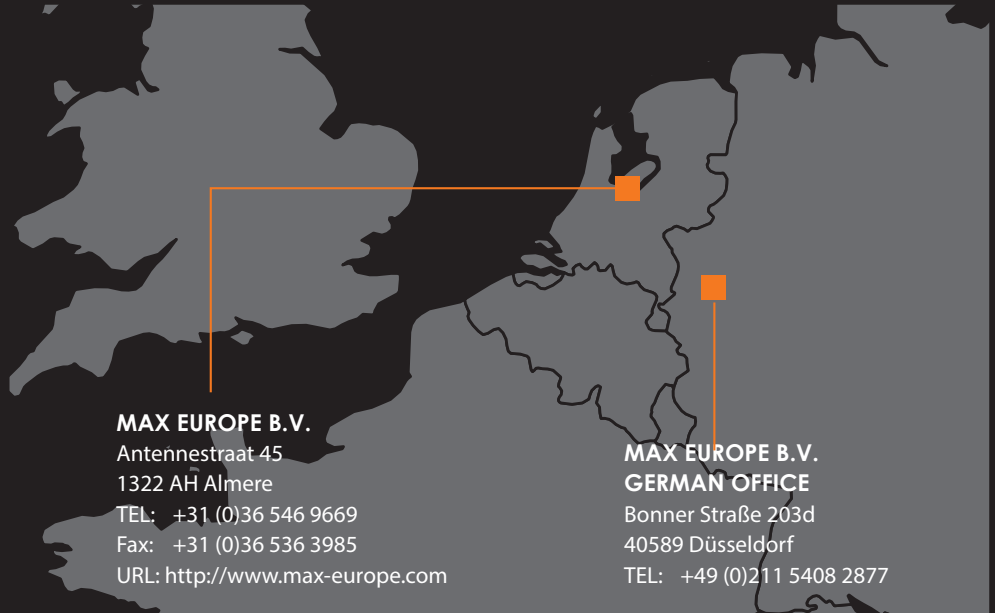 MAX EUROPE B.V.
Antennestraat 45
1322 AH Almere
TEL: +31 (0)36 546 9669
Fax: +31 (0)36 536 3985
URL: http://www.max-europe.com
MAX EUROPE B.V.
GERMAN OFFICE
Bonner Straße 203d
40589 Düsseldorf
TEL: +49 (0)211 5408 2877